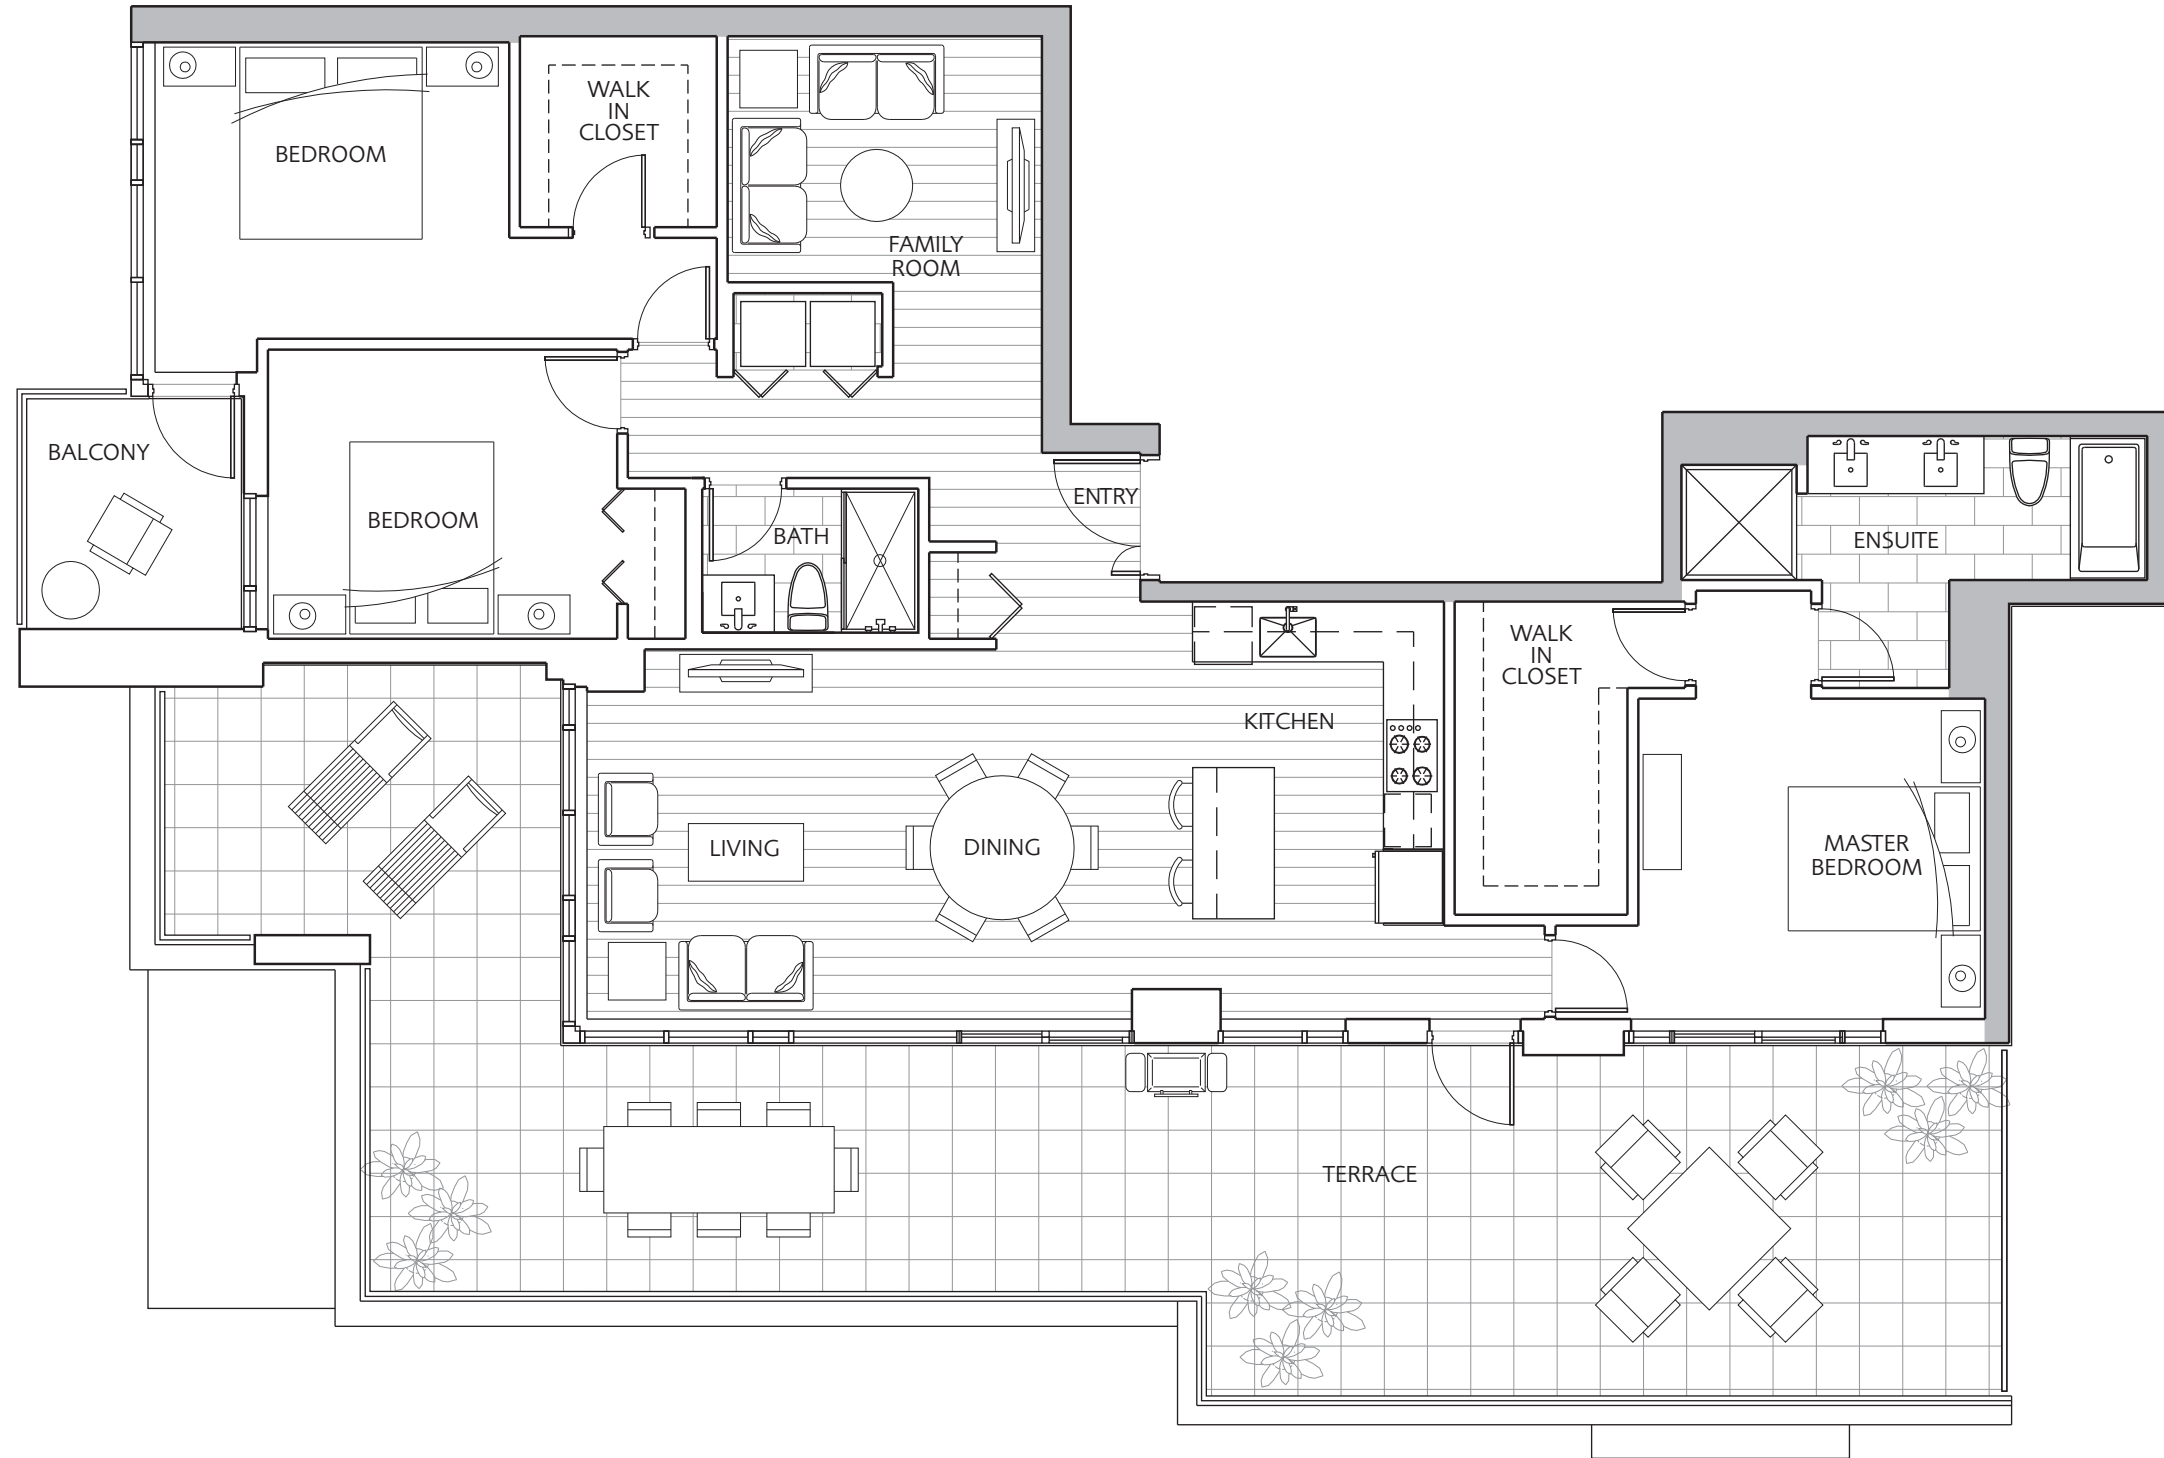 WALK
IN
CLOSET
BEDROOM
FAMILY
ROOM
BALCONY
ENTRY
BEDROOM
BATH
ENSUITE
WALK
IN
CLOSET
KITCHEN
LIVING
DINING
MASTER
BEDROOM
TERRACE